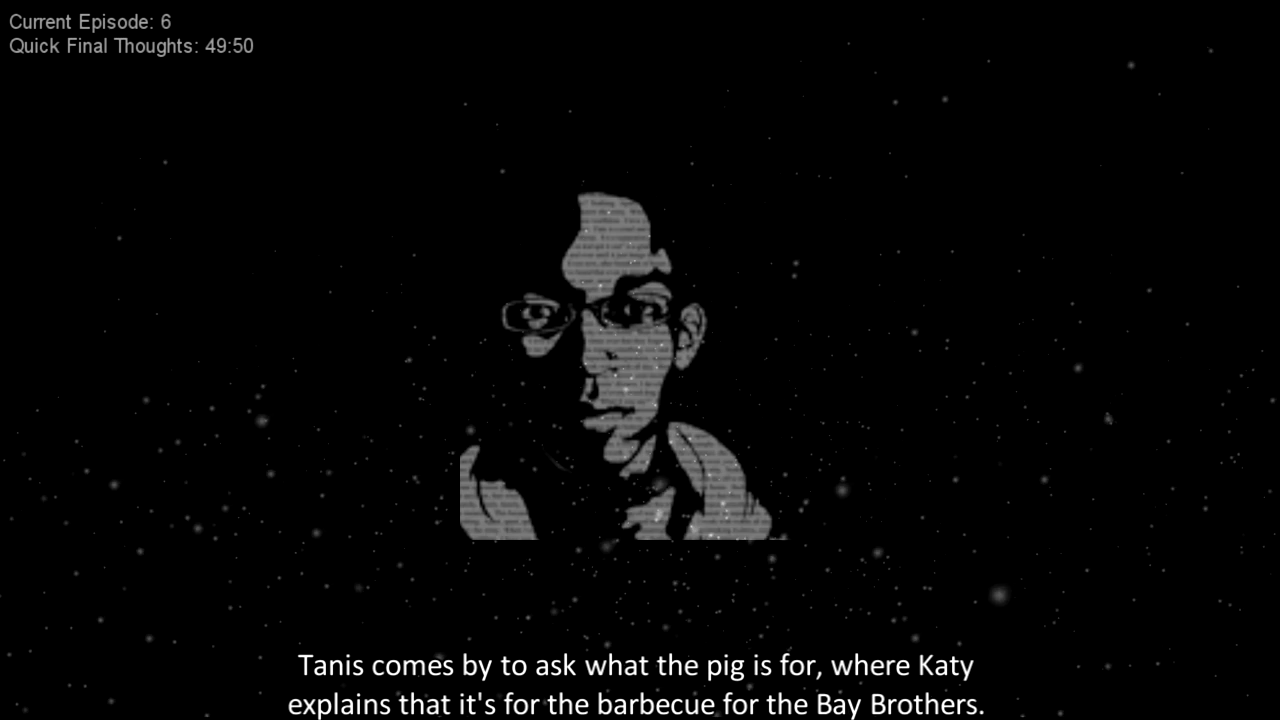 Current Episode: 6
Quick Final Thoughts: 49:50
Tanis comes by to ask what the pig is for, where Katy
explains that it's for the barbecue for the Bay Brothers.